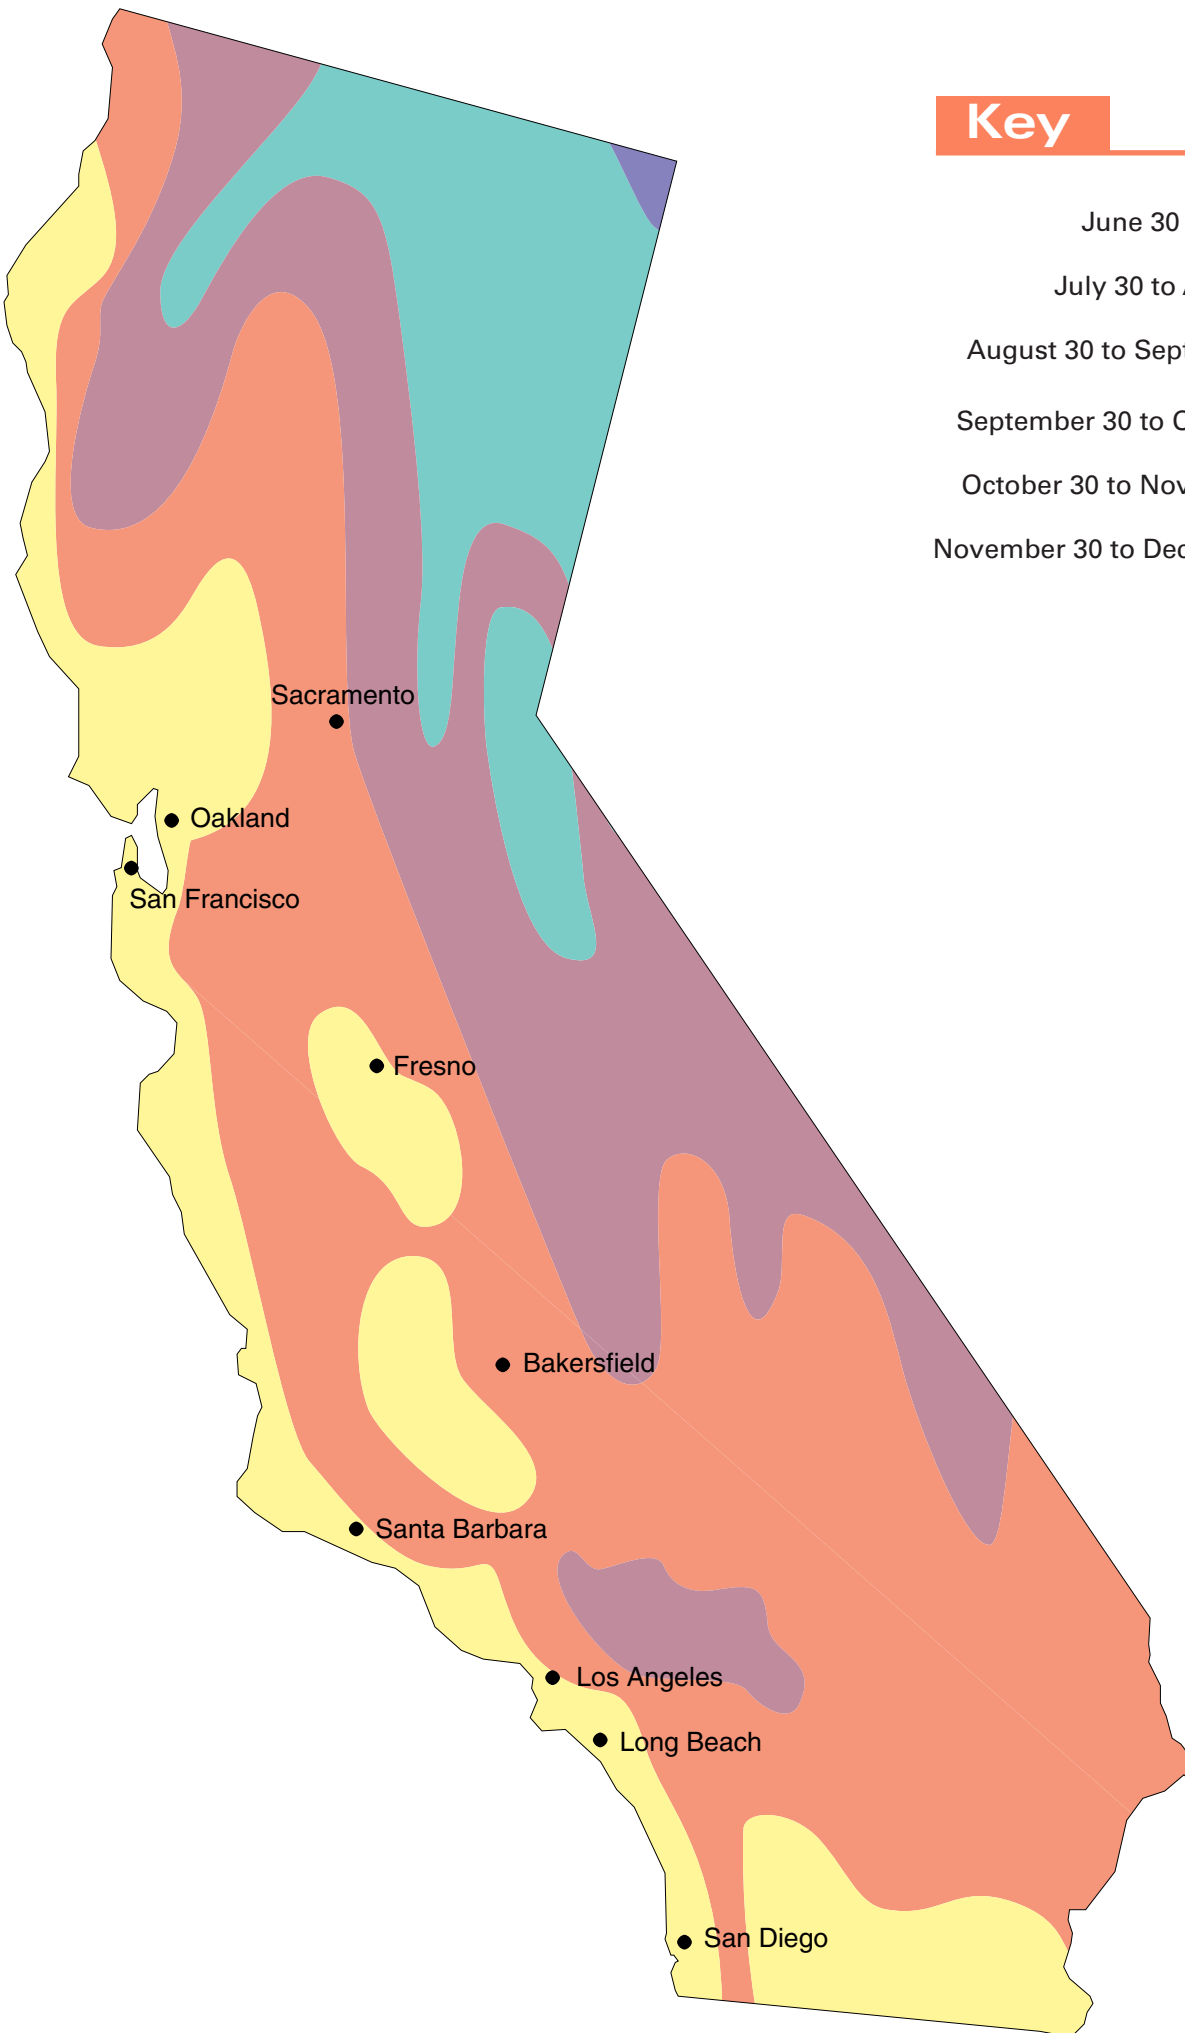 Key
June 30
July 30 to
August 30 to Sept
September 30 to
October 30 to Nov
November 30 to Dec
Sacramento
Oakland
San Francisco
Fresno
Bakersfield
Santa Barbara
Los Angeles
Long Beach
San Diego